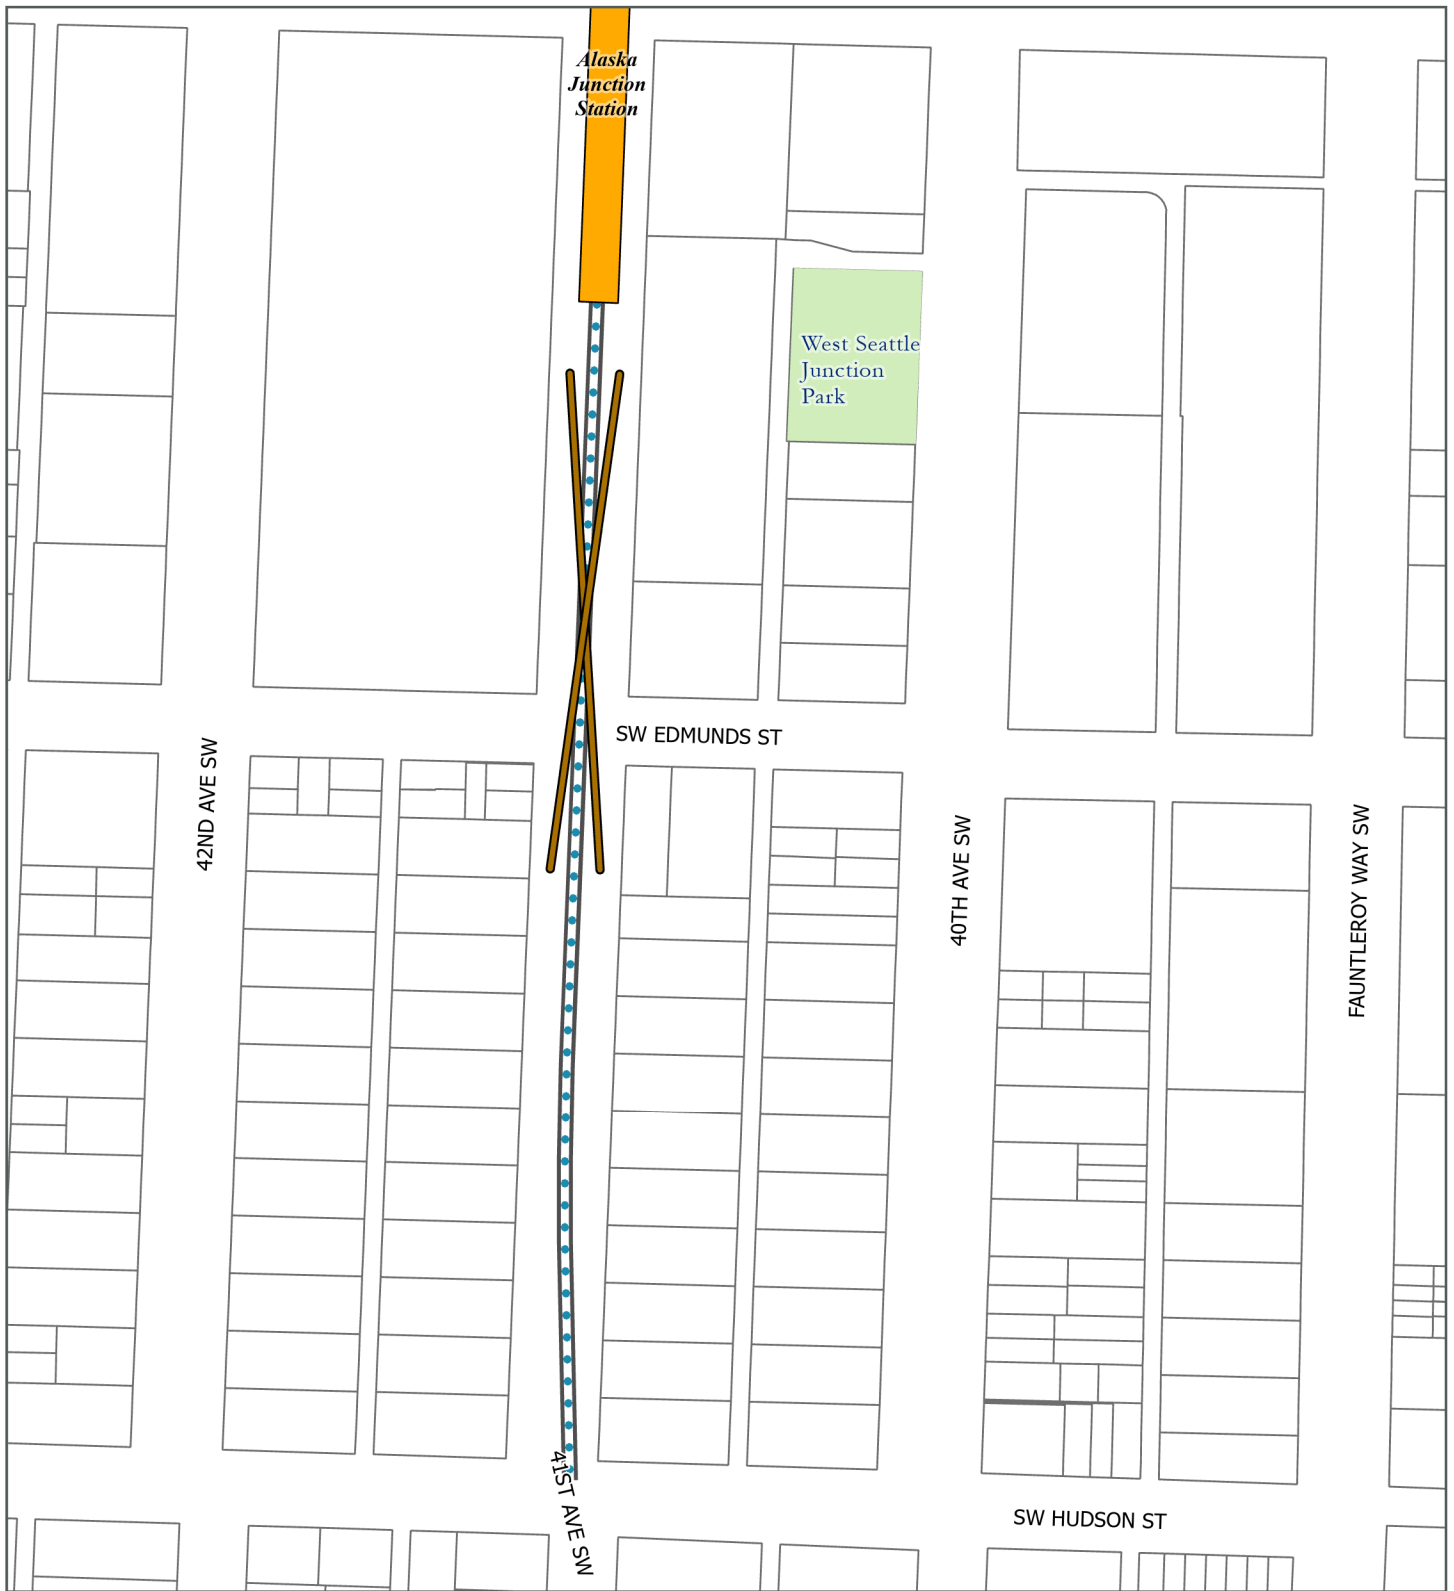 Alaska
Junction
Station
West Seattle
Junction
Park
SW EDMUNDS ST
42ND AVE SW
40TH AVE SW
FAUNTLEROY WAY SW
41ST AVE SW
SW HUDSON ST